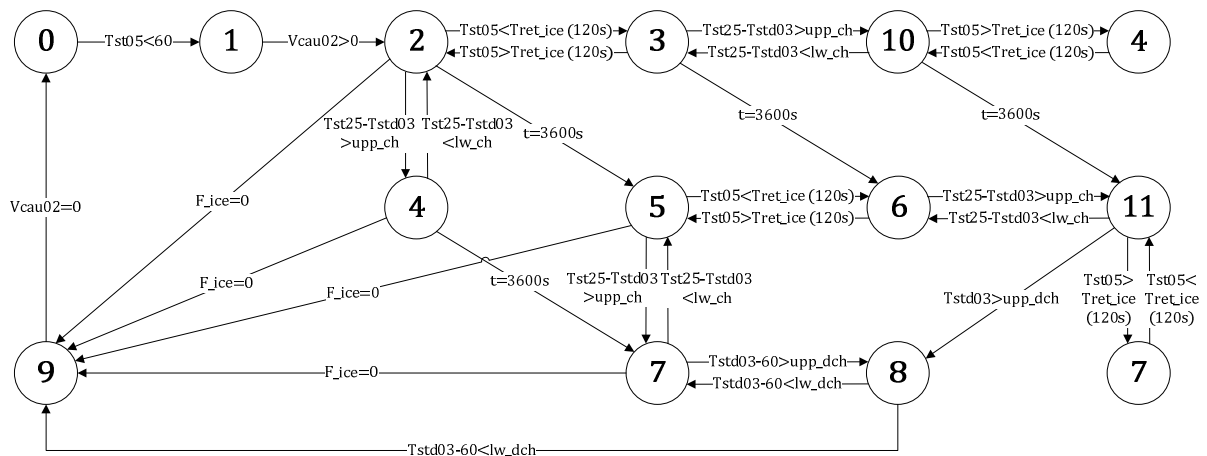 0
Tst05<60
1
Vcau02>0
2
Tst05<Tret_ice (120s)
Tst05>Tret_ice (120s)
3
Tst25-Tstd03>upp_ch
Tst25-Tstd03<lw_ch
10
Tst05>Tret_ice (120s)
Tst05<Tret_ice (120s)
4
Tst25-Tstd03
>upp_ch
Tst25-Tstd03
<lw_ch
t=3600s
t=3600s
t=3600s
Vcau02=0
F_ice=0
4
5
Tst05<Tret_ice (120s)
Tst05>Tret_ice (120s)
6
Tst25-Tstd03>upp_ch
Tst25-Tstd03<lw_ch
11
F_ice=0
F_ice=0
t=3600s
Tst25-Tstd03
>upp_ch
Tst25-Tstd03
<lw_ch
Tstd03>upp_dch
Tst05>
Tret_ice
(120s)
Tst05<
Tret_ice
(120s)
9
F_ice=0
7
Tstd03-60>upp_dch
Tstd03-60<lw_dch
8
7
Tstd03-60<lw_dch